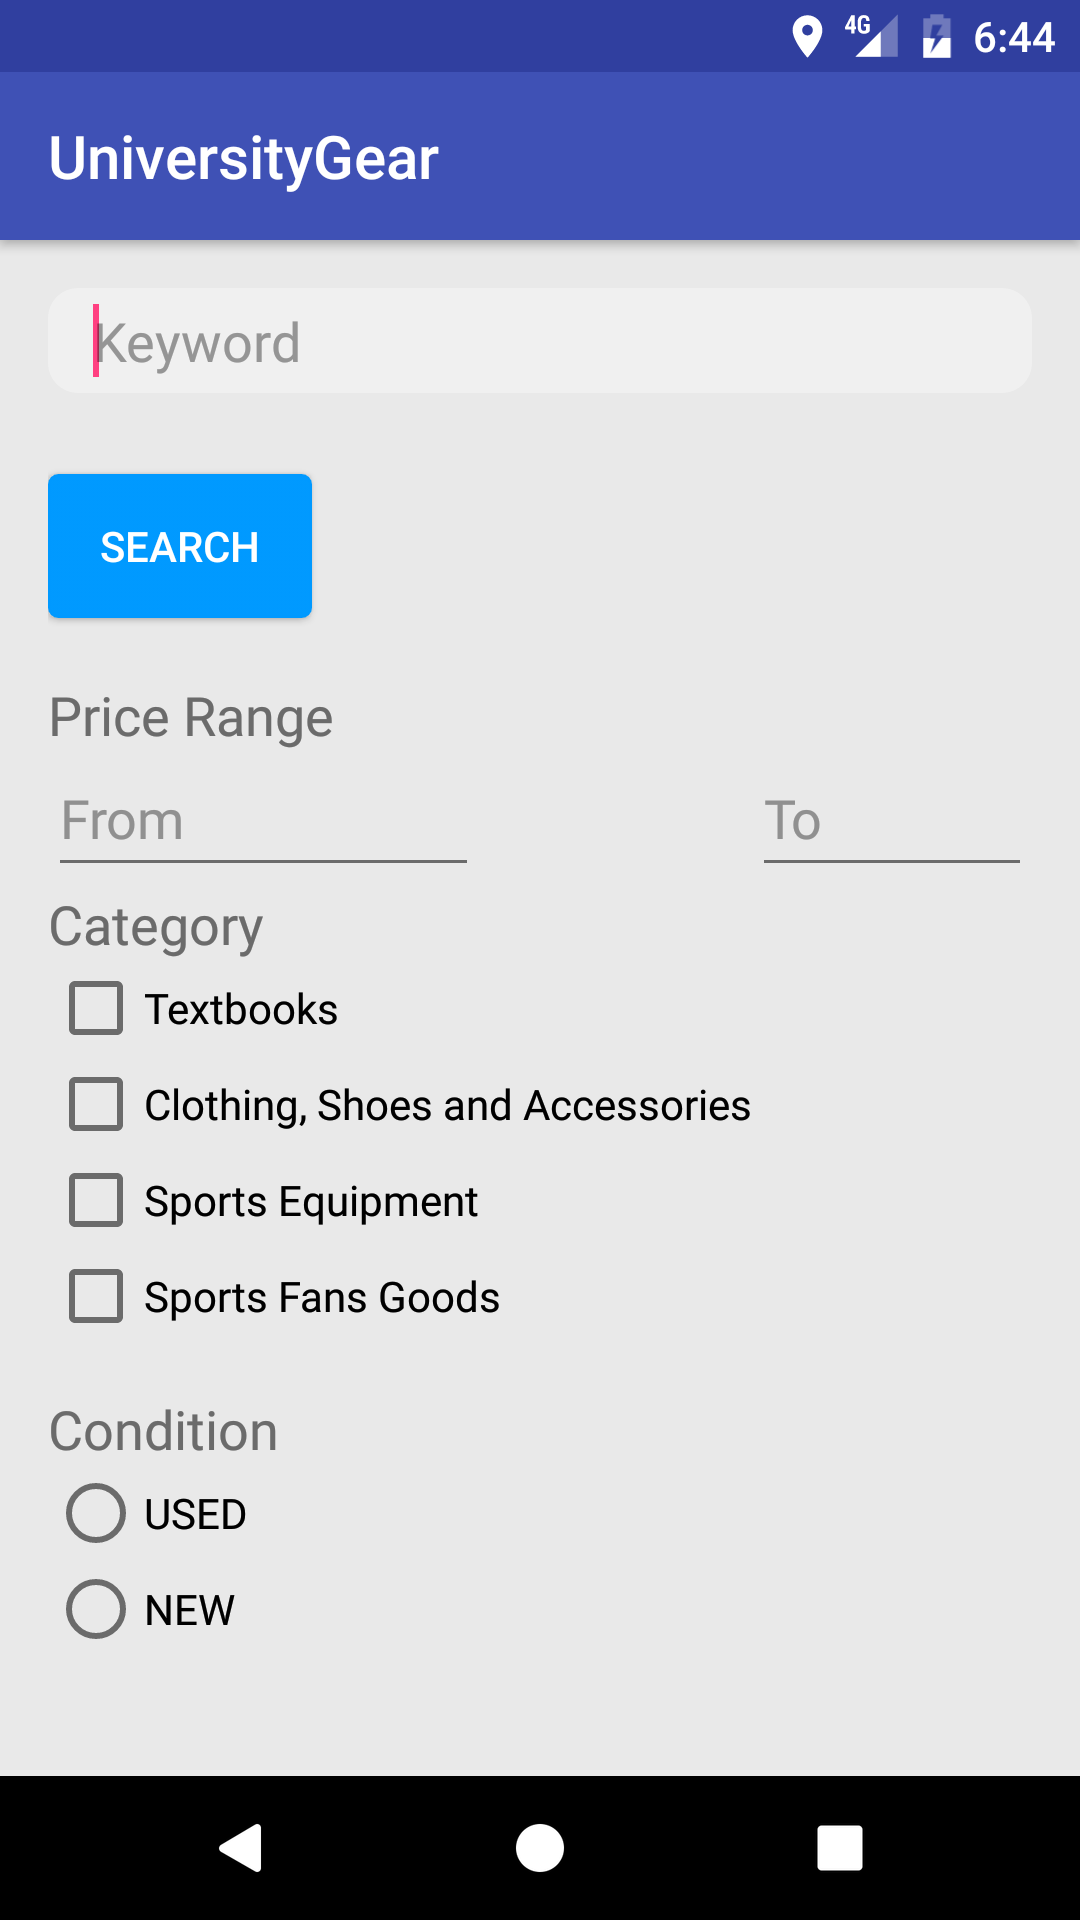 4G 6:44
UniversityGear
Keyword
SEARCH
Price Range
From To
Category
Textbooks
Clothing, Shoes and Accessories
Sports Equipment
Sports Fans Goods
Condition
USED
NEW